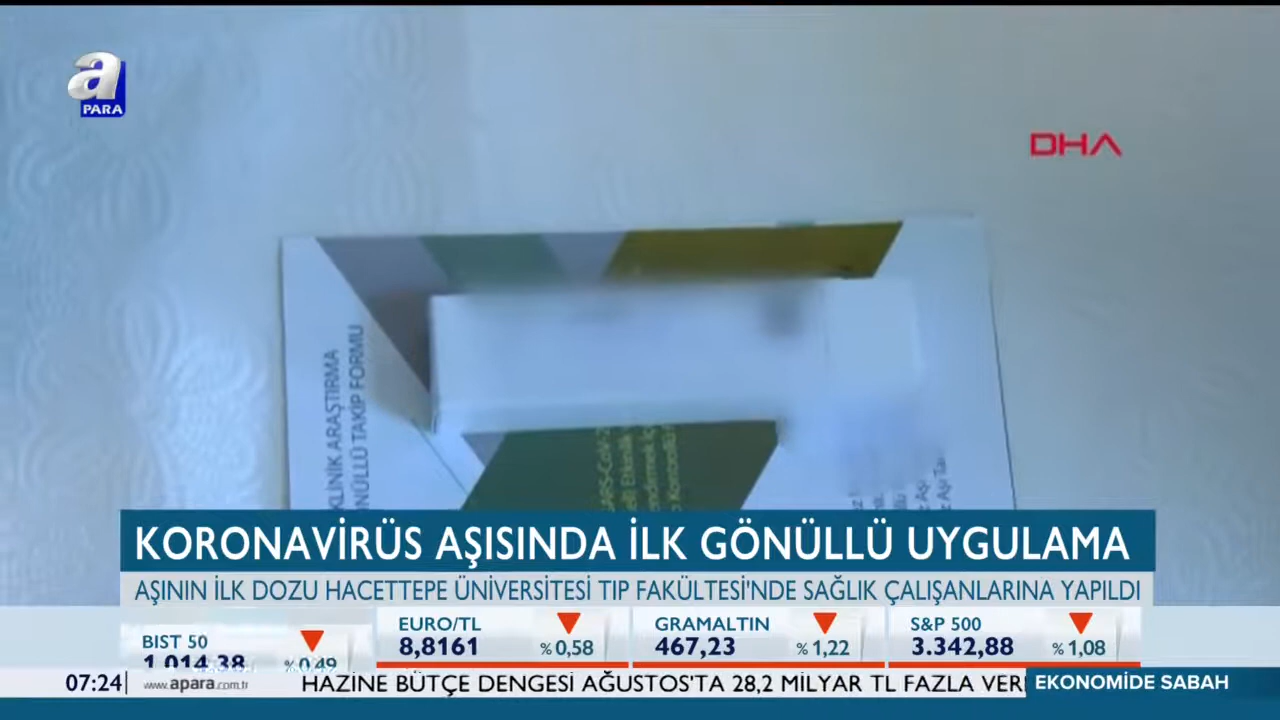 a
PARA
DHA
KLİNİK ARAŞTIRMA
TAKİP FORMU
KORONAVİRÜS AŞISINDA İLK GÖNÜLLÜ UYGULAMA
AŞININ İLK DOZU HACETTEPE ÜNİVERSİTESİ TIP FAKÜLTESİ'NDE SAĞLIK ÇALIŞANLARINA YAPILDI
BIST 50
1.014,38 %0,49
EURO/TL
8,8161 %0,58
GRAMALTIN
467,23 %1,22
S&P 500
3.342,88 %1,08
07:24 www.apara.com.tr HAZİNE BÜTÇE DENGESİ AĞUSTOS'TA 28,2 MİLYAR TL FAZLA EKONOMİDE SABAH